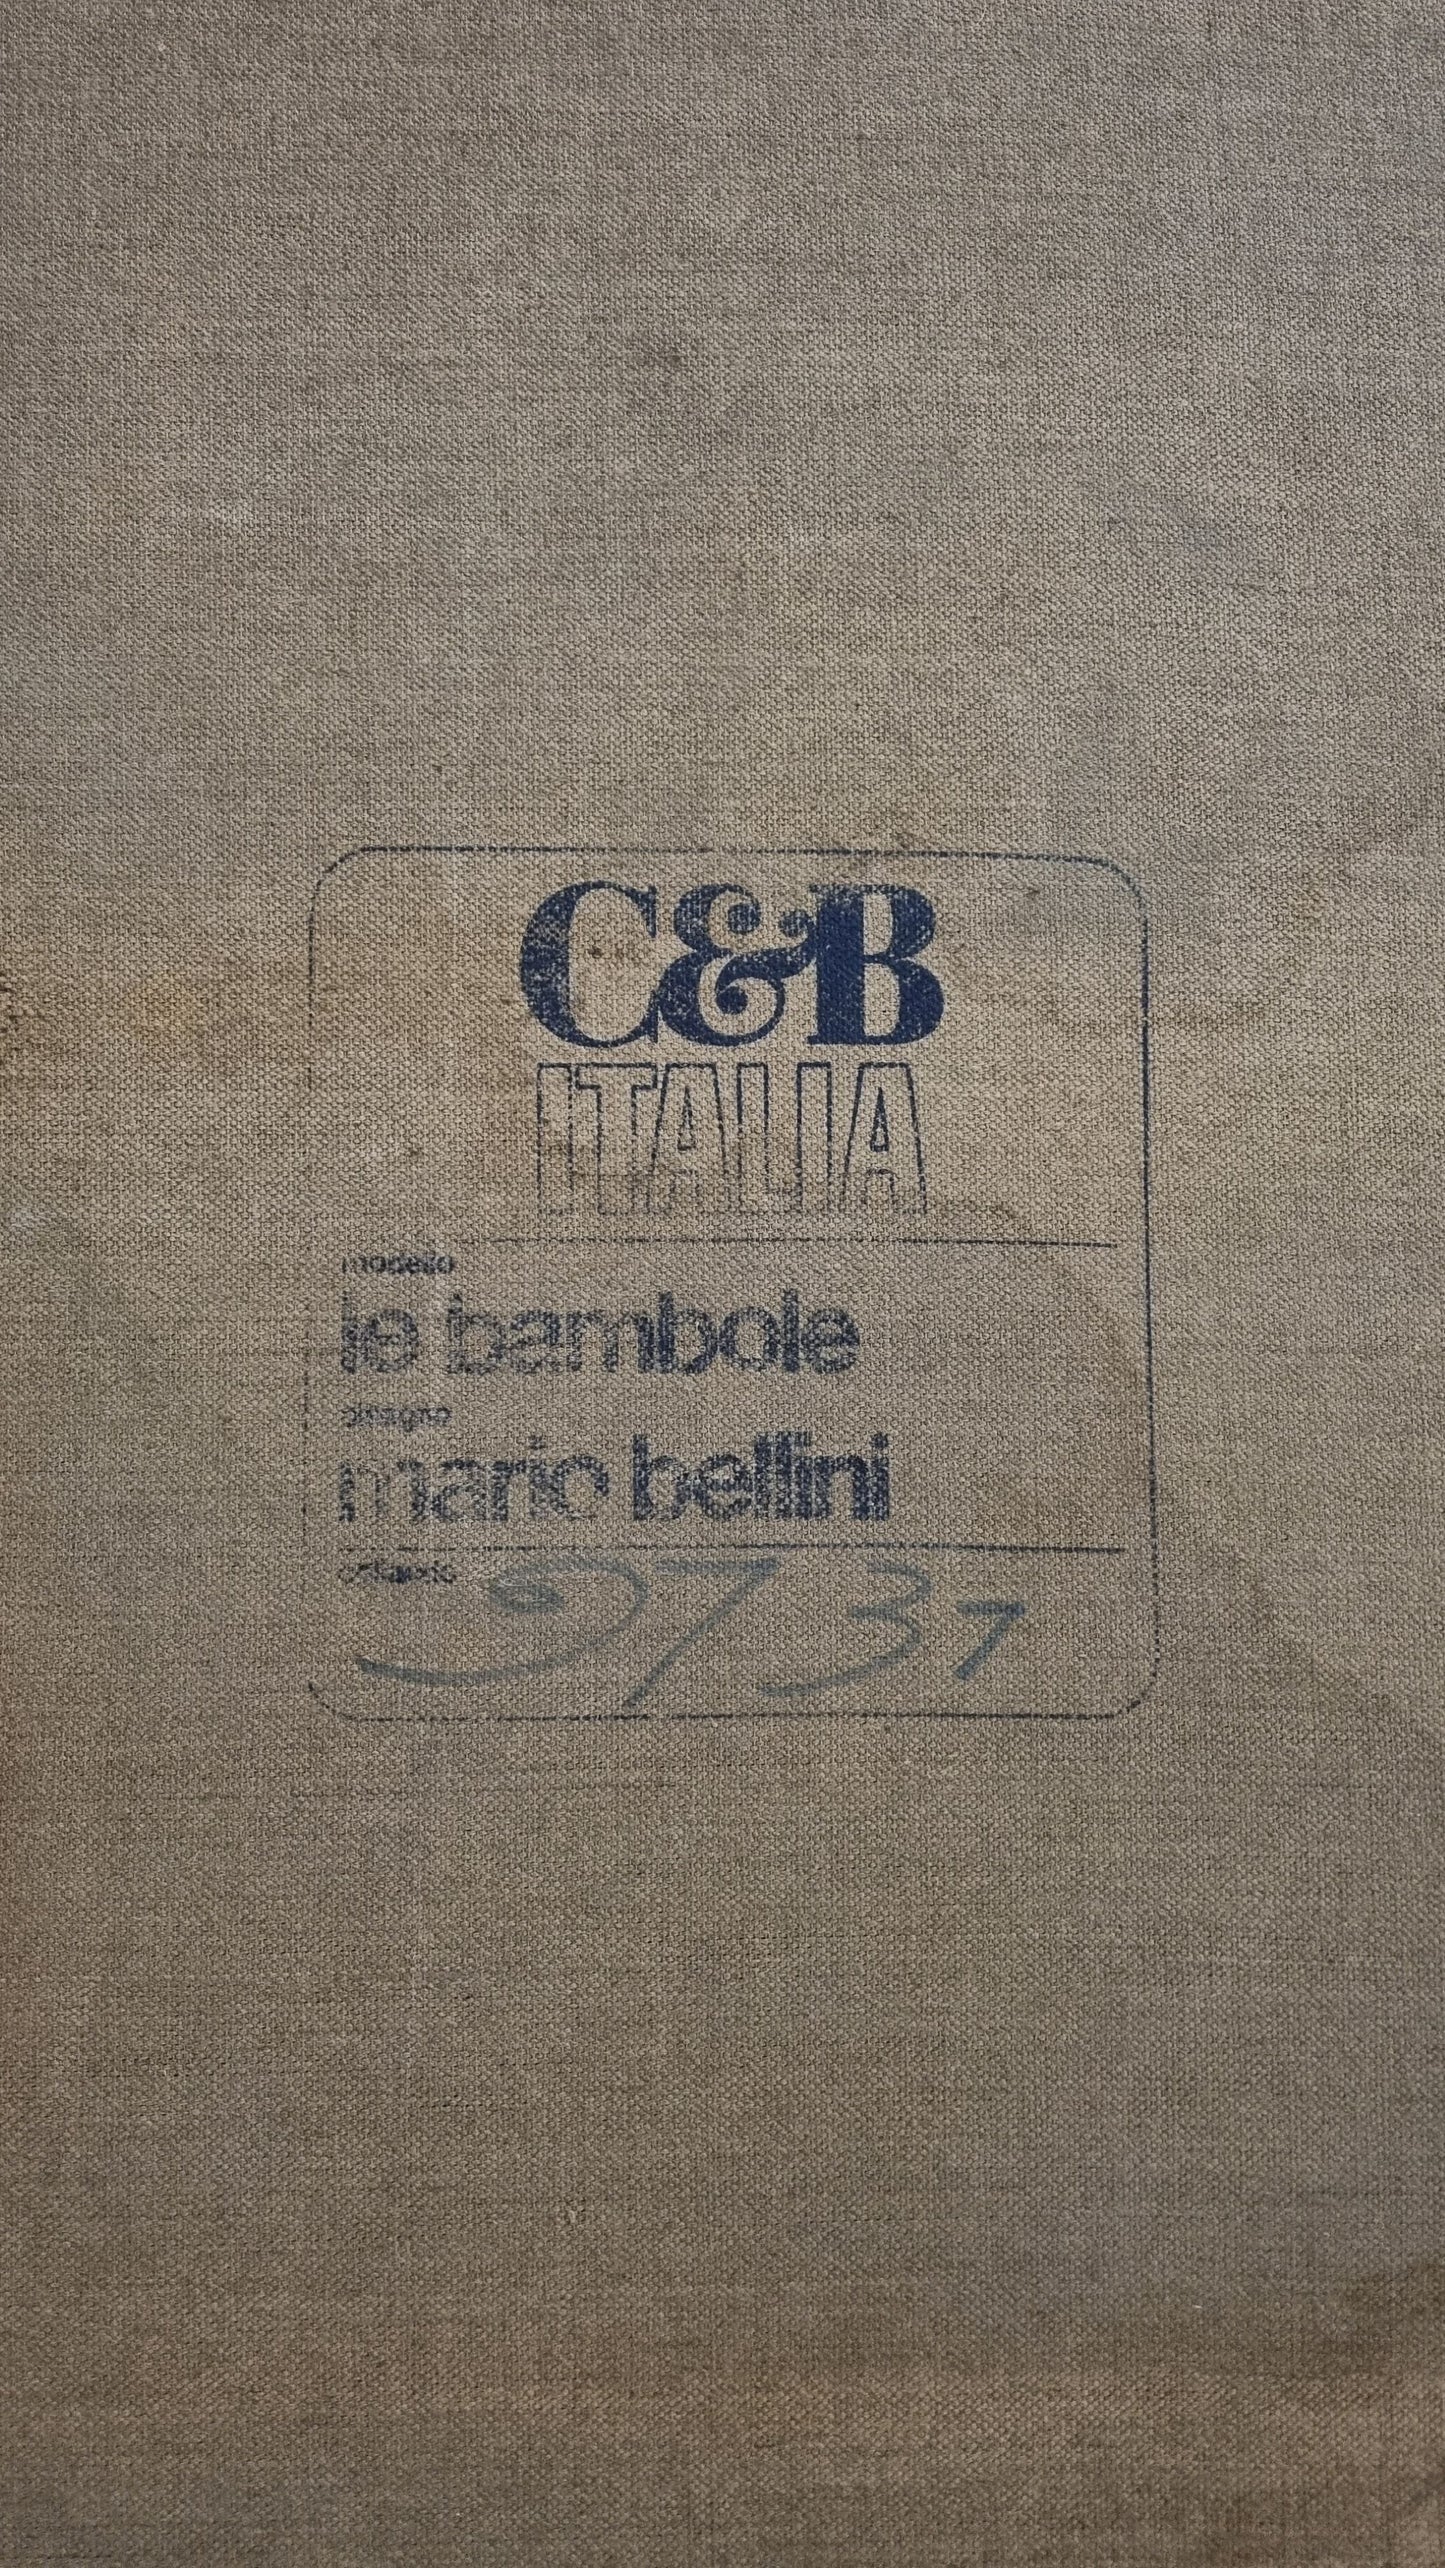 C&B
ITALIA
modello
le bambole
disegno
mario bellini
9737